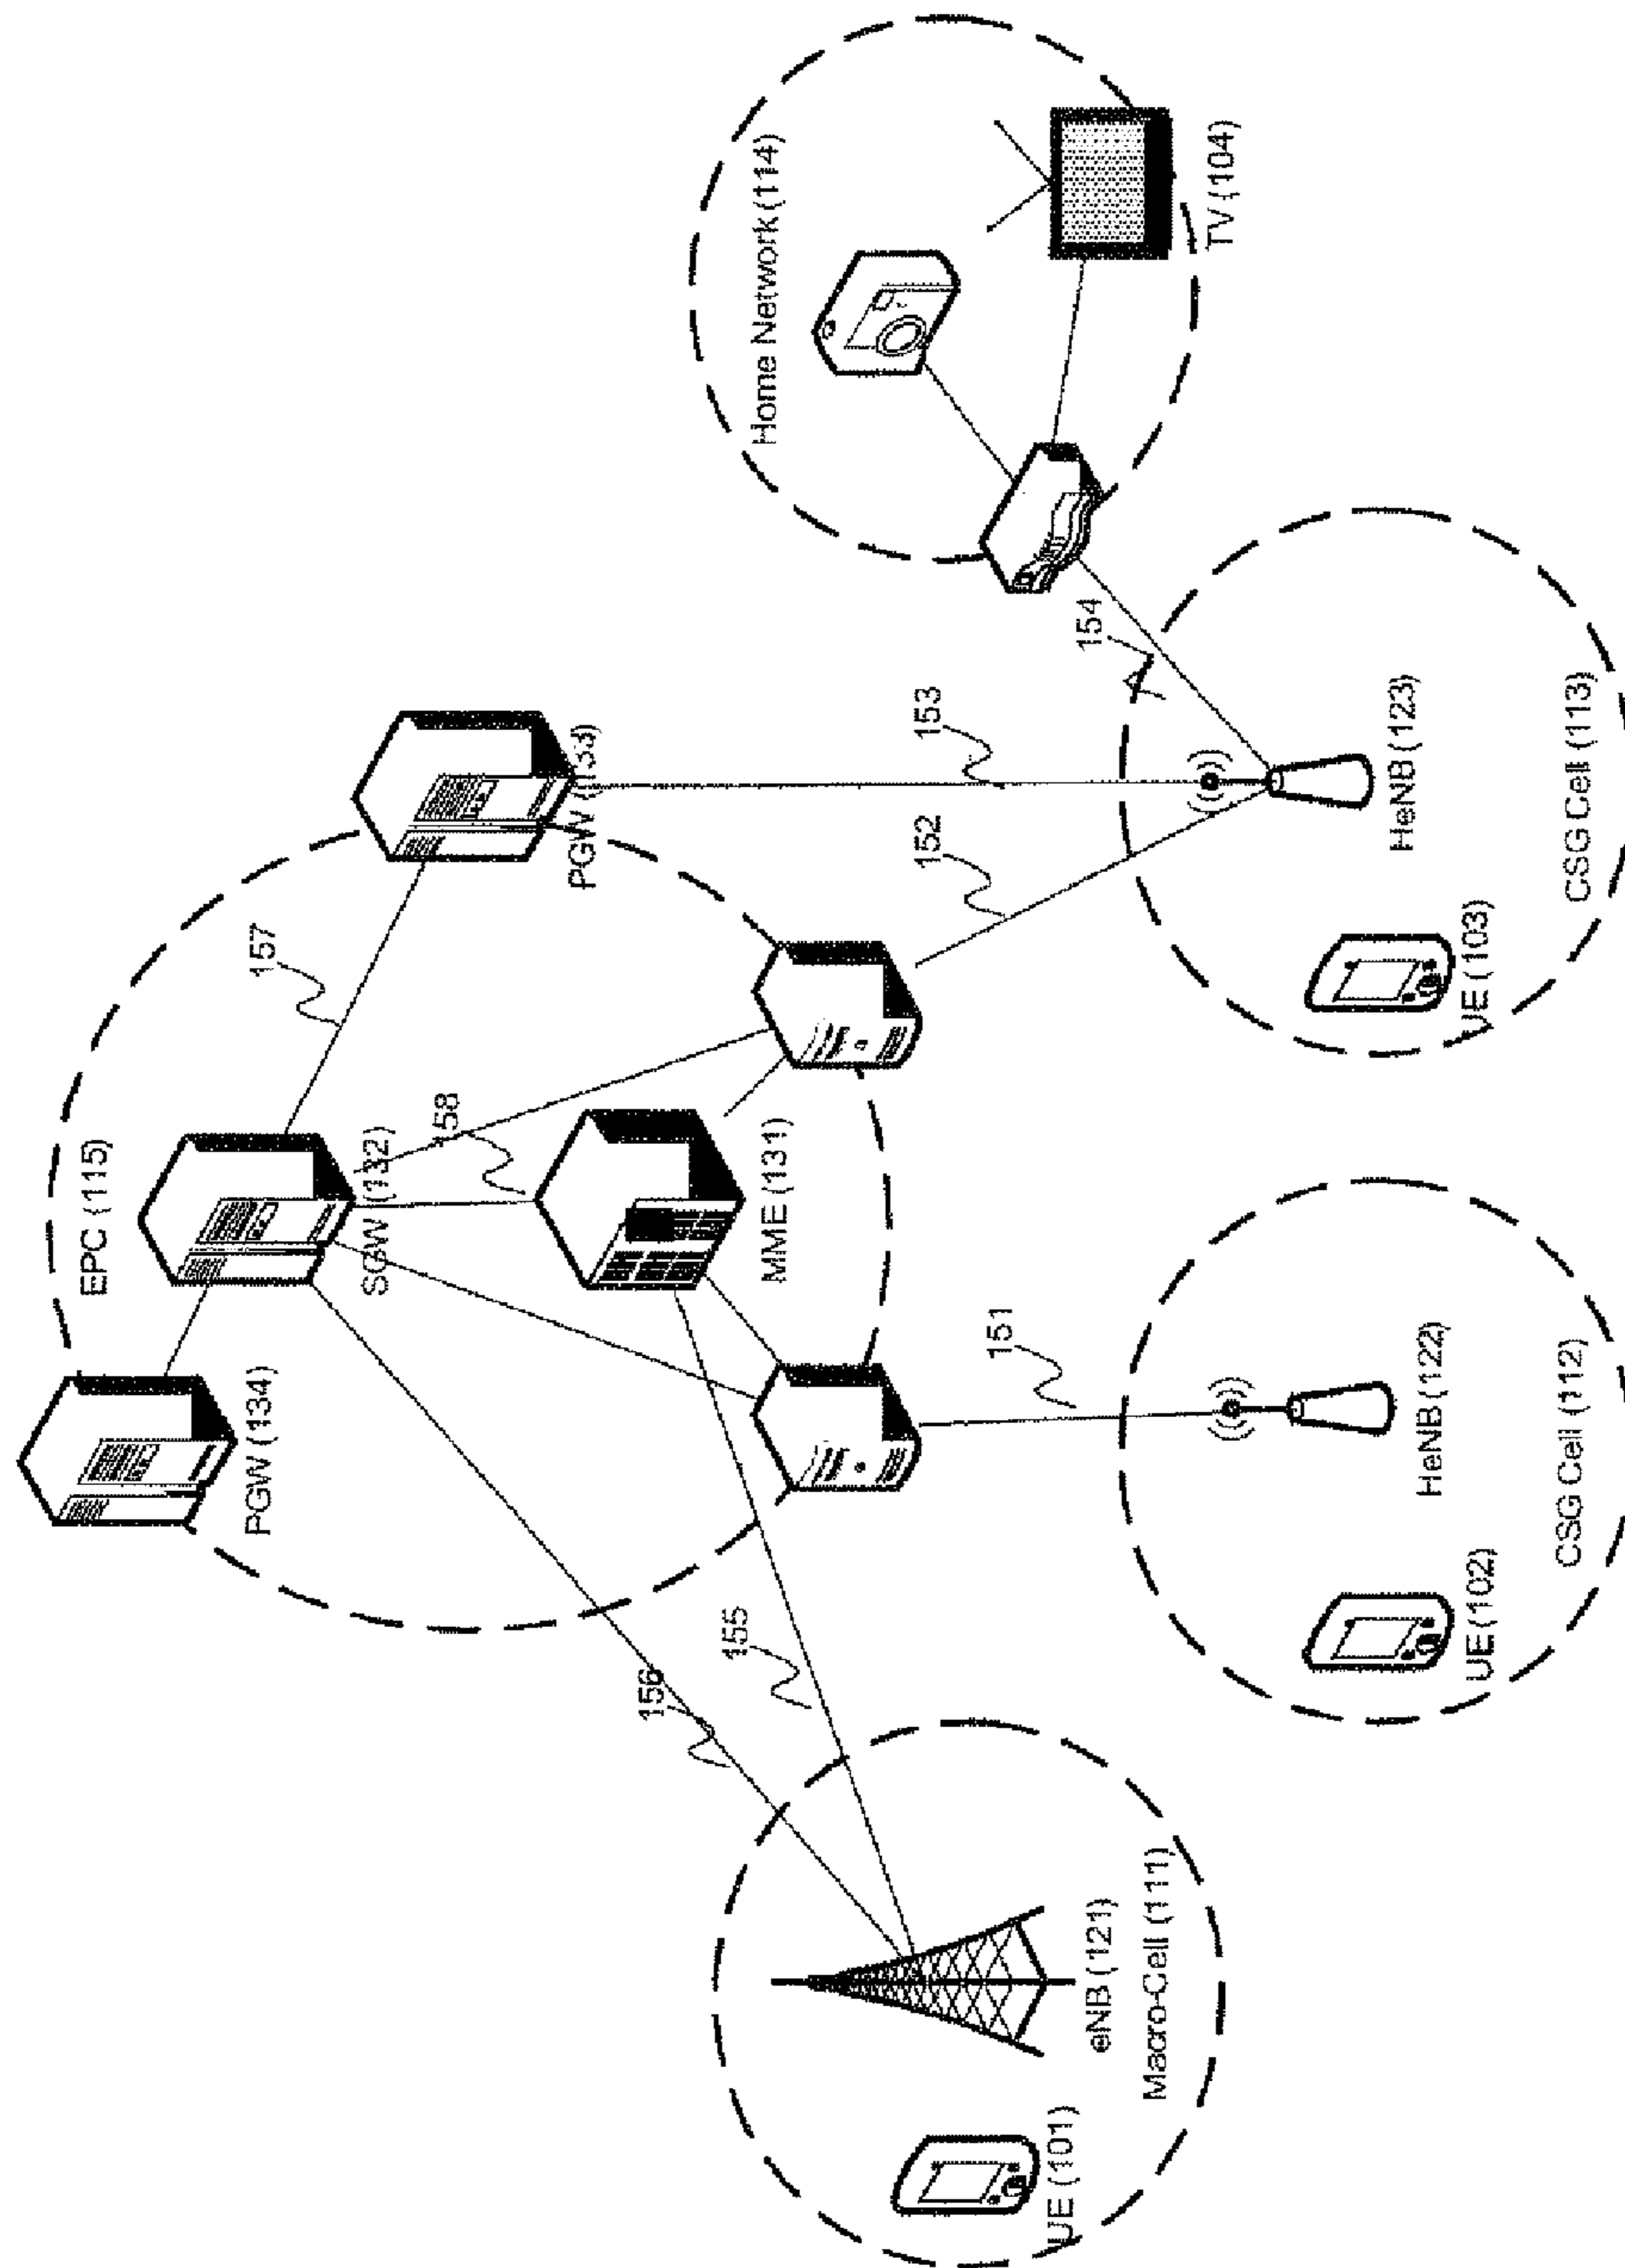 EPC (115)
PGW (134)
SGW (132)
157
PGW (133)
158
MME (131)
156
155
151
152
153
154
Home Network (114)
TV (104)
UE (101)
eNB (121)
Macro-Cell (111)
UE (102)
HeNB (122)
CSG Cell (112)
UE (103)
HeNB (123)
CSG Cell (113)